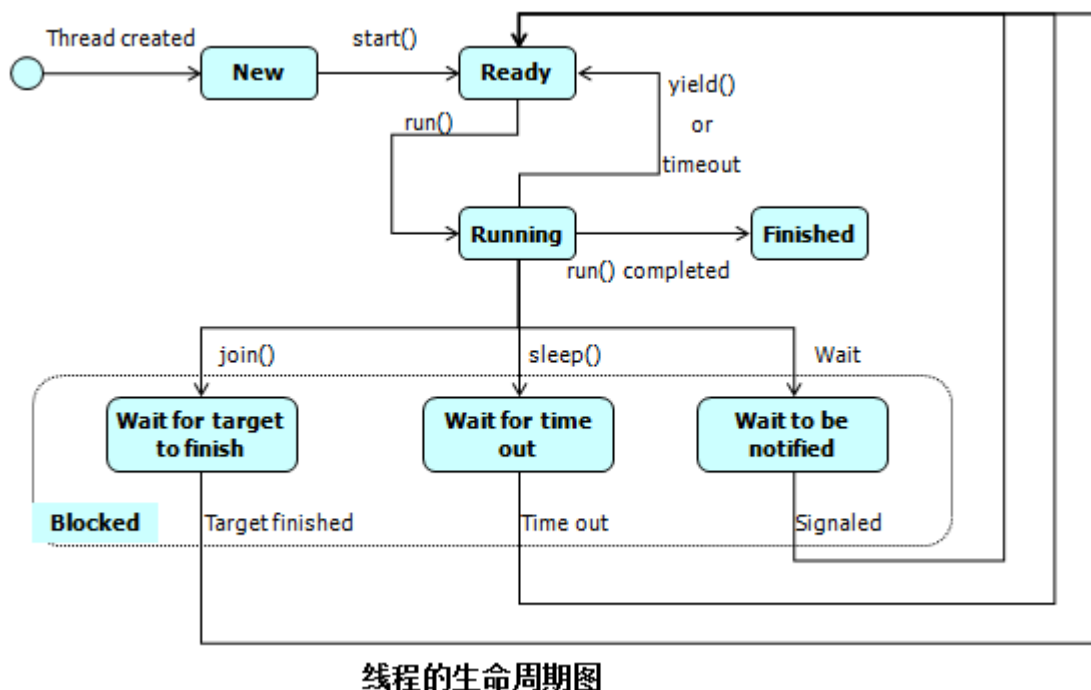 Thread created
start()
New
Ready
run()
yield()
or
timeout
Running
Finished
run() completed
join()
sleep()
Wait
Wait for target
to finish
Wait for time
out
Wait to be
notified
Blocked
Target finished
Time out
Signaled
线程的生命周期图